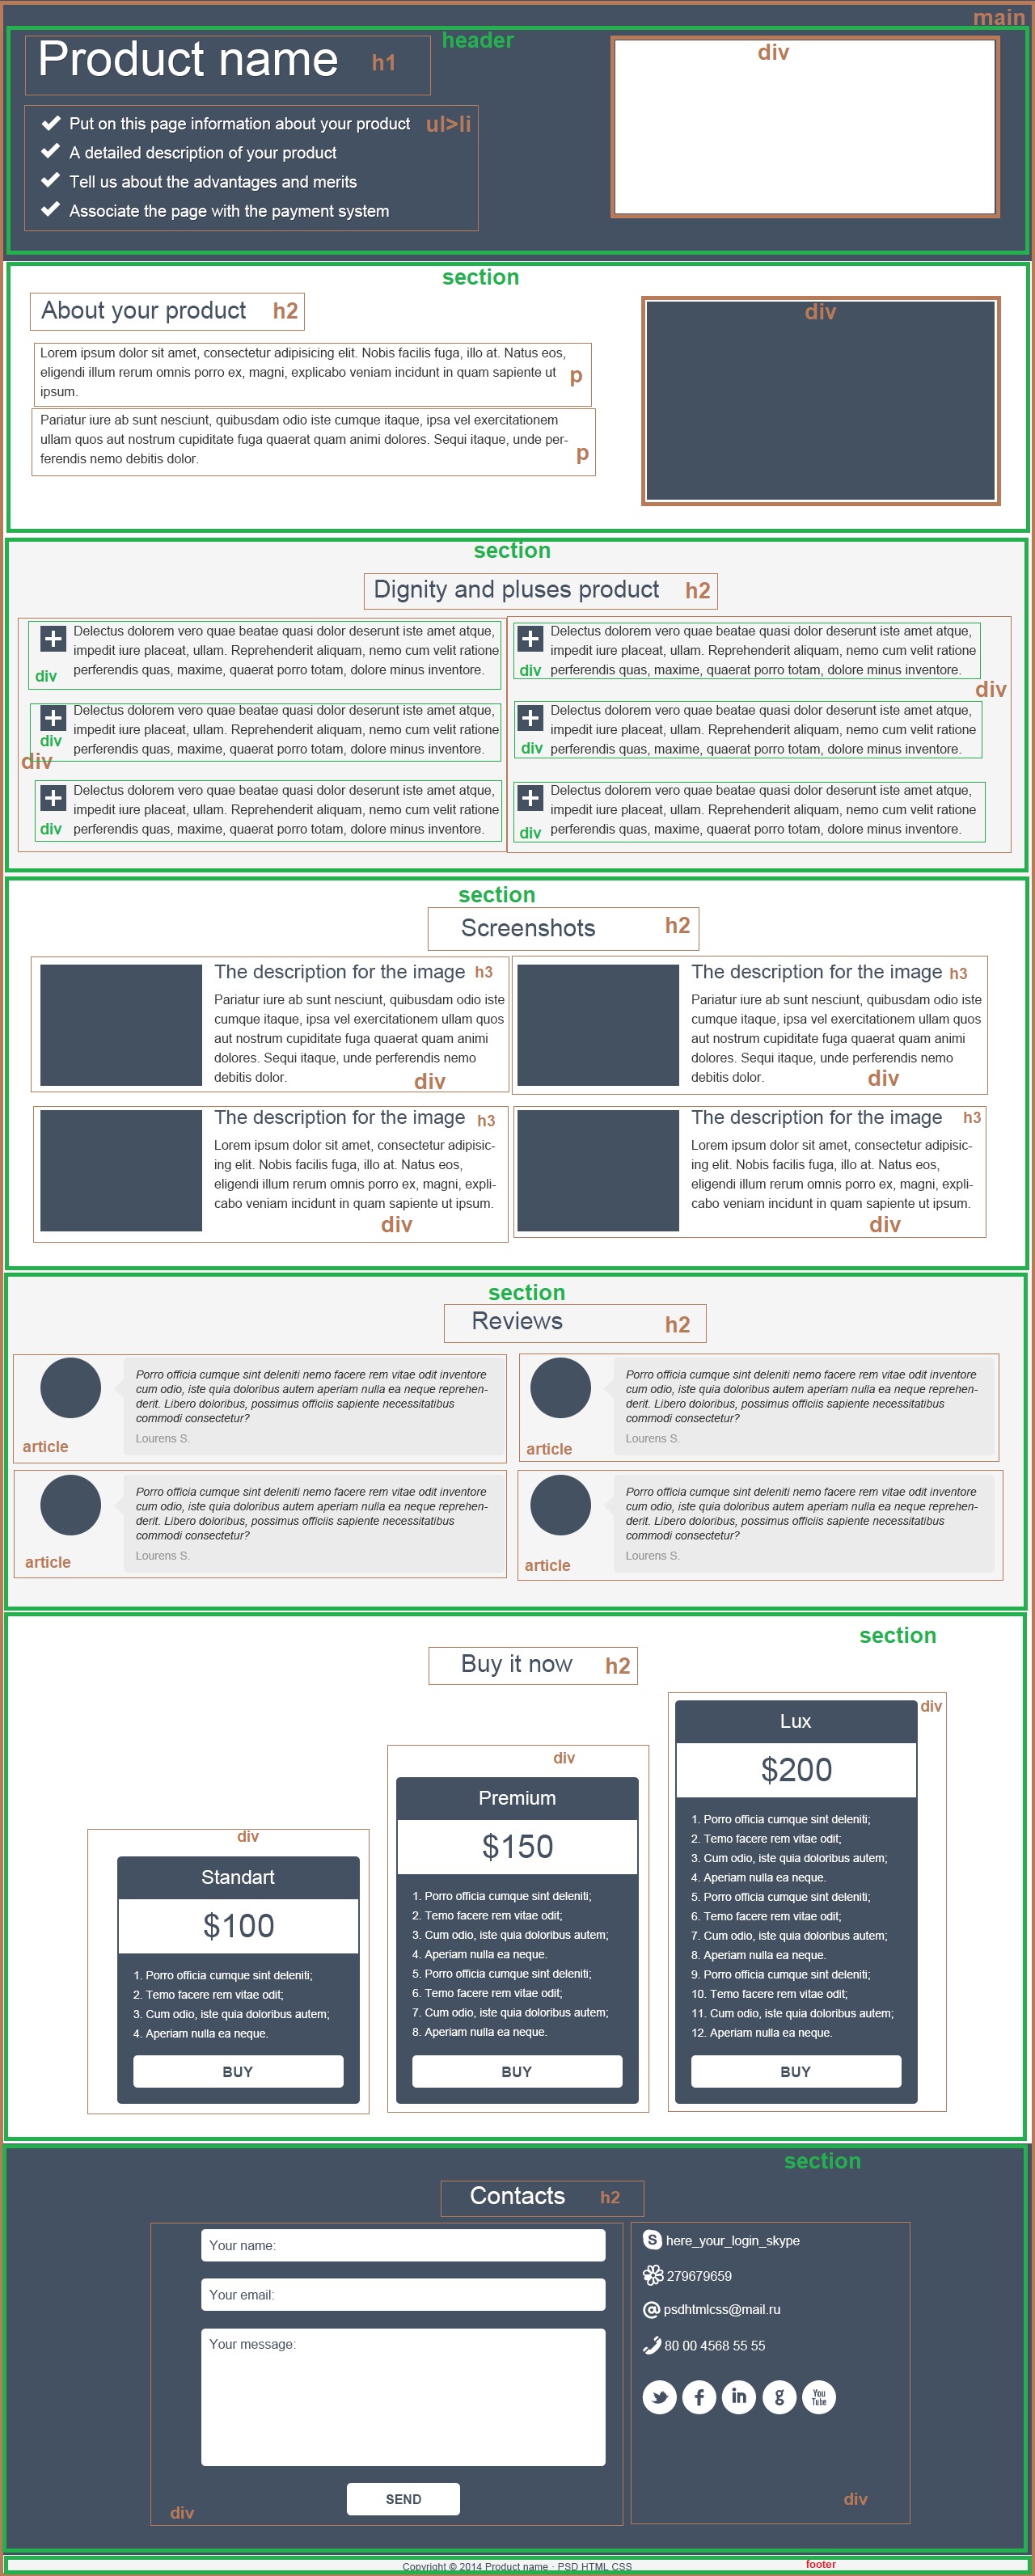 main
header
Product name h1
div
Put on this page information about your product ul>li
A detailed description of your product
Tell us about the advantages and merits
Associate the page with the payment system
section
About your product h2
Lorem ipsum dolor sit amet, consectetur adipisicing elit. Nobis facilis fuga, illo at. Natus eos,
eligendi illum rerum omnis porro ex, magni, explicabo veniam incidunt in quam sapiente ut
ipsum.
p
Pariatur iure ab sunt nesciunt, quibusdam odio iste cumque itaque, ipsa vel exercitationem
ullam quos aut nostrum cupiditate fuga quaerat quam animi dolores. Sequi itaque, unde per-
ferendis nemo debitis dolor.
p
div
section
Dignity and pluses product h2
Delectus dolorem vero quae beatae quasi dolor deserunt iste amet atque,
impedit iure placeat, ullam. Reprehenderit aliquam, nemo cum velit ratione
perferendis quas, maxime, quaerat porro totam, dolore minus inventore.
div
Delectus dolorem vero quae beatae quasi dolor deserunt iste amet atque,
impedit iure placeat, ullam. Reprehenderit aliquam, nemo cum velit ratione
perferendis quas, maxime, quaerat porro totam, dolore minus inventore.
div
div
Delectus dolorem vero quae beatae quasi dolor deserunt iste amet atque,
impedit iure placeat, ullam. Reprehenderit aliquam, nemo cum velit ratione
perferendis quas, maxime, quaerat porro totam, dolore minus inventore.
div
Delectus dolorem vero quae beatae quasi dolor deserunt iste amet atque,
impedit iure placeat, ullam. Reprehenderit aliquam, nemo cum velit ratione
perferendis quas, maxime, quaerat porro totam, dolore minus inventore.
div
div
Delectus dolorem vero quae beatae quasi dolor deserunt iste amet atque,
impedit iure placeat, ullam. Reprehenderit aliquam, nemo cum velit ratione
perferendis quas, maxime, quaerat porro totam, dolore minus inventore.
div
Delectus dolorem vero quae beatae quasi dolor deserunt iste amet atque,
impedit iure placeat, ullam. Reprehenderit aliquam, nemo cum velit ratione
perferendis quas, maxime, quaerat porro totam, dolore minus inventore.
div
section
Screenshots h2
The description for the image h3
Pariatur iure ab sunt nesciunt, quibusdam odio iste
cumque itaque, ipsa vel exercitationem ullam quos
aut nostrum cupiditate fuga quaerat quam animi
dolores. Sequi itaque, unde perferendis nemo
debitis dolor.
div
The description for the image h3
Pariatur iure ab sunt nesciunt, quibusdam odio iste
cumque itaque, ipsa vel exercitationem ullam quos
aut nostrum cupiditate fuga quaerat quam animi
dolores. Sequi itaque, unde perferendis nemo
debitis dolor.
div
The description for the image h3
Lorem ipsum dolor sit amet, consectetur adipisic-
ing elit. Nobis facilis fuga, illo at. Natus eos,
eligendi illum rerum omnis porro ex, magni, expli-
cabo veniam incidunt in quam sapiente ut ipsum.
div
The description for the image h3
Lorem ipsum dolor sit amet, consectetur adipisic-
ing elit. Nobis facilis fuga, illo at. Natus eos,
eligendi illum rerum omnis porro ex, magni, expli-
cabo veniam incidunt in quam sapiente ut ipsum.
div
section
Reviews h2
Porro officia cumque sint deleniti nemo facere rem vitae odit inventore
cum odio, iste quia doloribus autem aperiam nulla ea neque reprehen-
derit. Libero doloribus, possimus officiis sapiente necessitatibus
commodi consectetur?
Lourens S.
article
Porro officia cumque sint deleniti nemo facere rem vitae odit inventore
cum odio, iste quia doloribus autem aperiam nulla ea neque reprehen-
derit. Libero doloribus, possimus officiis sapiente necessitatibus
commodi consectetur?
Lourens S.
article
Porro officia cumque sint deleniti nemo facere rem vitae odit inventore
cum odio, iste quia doloribus autem aperiam nulla ea neque reprehen-
derit. Libero doloribus, possimus officiis sapiente necessitatibus
commodi consectetur?
Lourens S.
article
Porro officia cumque sint deleniti nemo facere rem vitae odit inventore
cum odio, iste quia doloribus autem aperiam nulla ea neque reprehen-
derit. Libero doloribus, possimus officiis sapiente necessitatibus
commodi consectetur?
Lourens S.
article
section
Buy it now h2
div
Standart
$100
1. Porro officia cumque sint deleniti;
2. Temo facere rem vitae odit;
3. Cum odio, iste quia doloribus autem;
4. Aperiam nulla ea neque.
BUY
div
Premium
$150
1. Porro officia cumque sint deleniti;
2. Temo facere rem vitae odit;
3. Cum odio, iste quia doloribus autem;
4. Aperiam nulla ea neque.
5. Porro officia cumque sint deleniti;
6. Temo facere rem vitae odit;
7. Cum odio, iste quia doloribus autem;
8. Aperiam nulla ea neque.
BUY
div
Lux
$200
1. Porro officia cumque sint deleniti;
2. Temo facere rem vitae odit;
3. Cum odio, iste quia doloribus autem;
4. Aperiam nulla ea neque.
5. Porro officia cumque sint deleniti;
6. Temo facere rem vitae odit;
7. Cum odio, iste quia doloribus autem;
8. Aperiam nulla ea neque.
9. Porro officia cumque sint deleniti;
10. Temo facere rem vitae odit;
11. Cum odio, iste quia doloribus autem;
12. Aperiam nulla ea neque.
BUY
section
Contacts h2
Your name:
Your email:
Your message:
SEND
div
here_your_login_skype
279679659
psdhtmlcss@mail.ru
80 00 4568 55 55
You
Tube
div
footer
Copyright © 2014 Product name · PSD HTML CSS